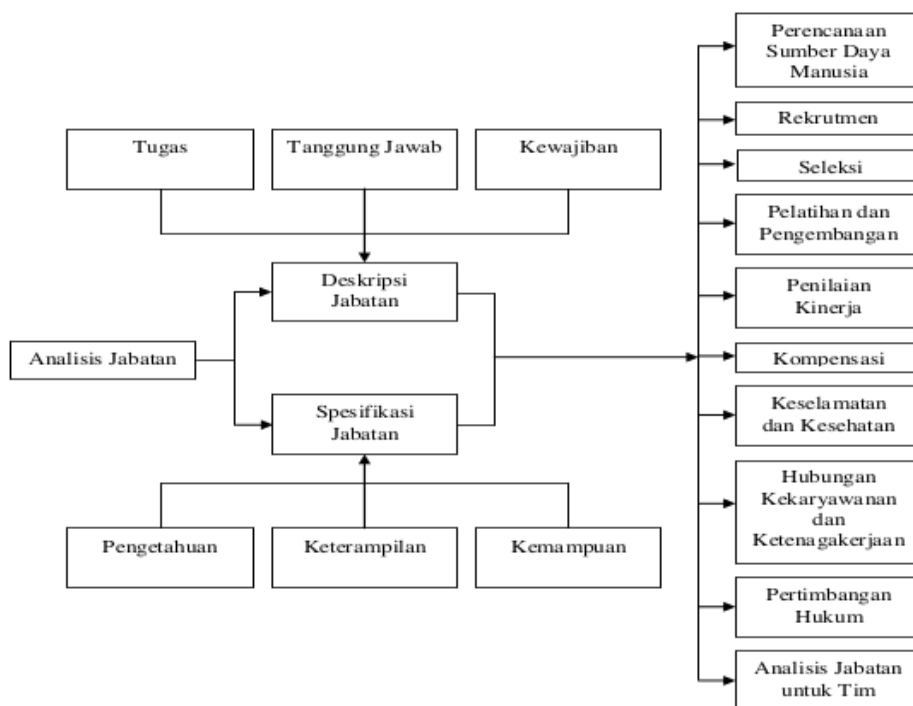 Tugas
Tanggung Jawab
Kewajiban
Deskripsi
Jabatan
Analisis Jabatan
Spesifikasi
Jabatan
Pengetahuan
Keterampilan
Kemampuan
Perencanaan
Sumber Daya
Manusia
Rekrutmen
Seleksi
Pelatihan dan
Pengembangan
Penilaian
Kinerja
Kompensasi
Keselamatan
dan Kesehatan
Hubungan
Kekaryawanan
dan
Ketenagakerjaan
Pertimbangan
Hukum
Analisis Jabatan
untuk Tim